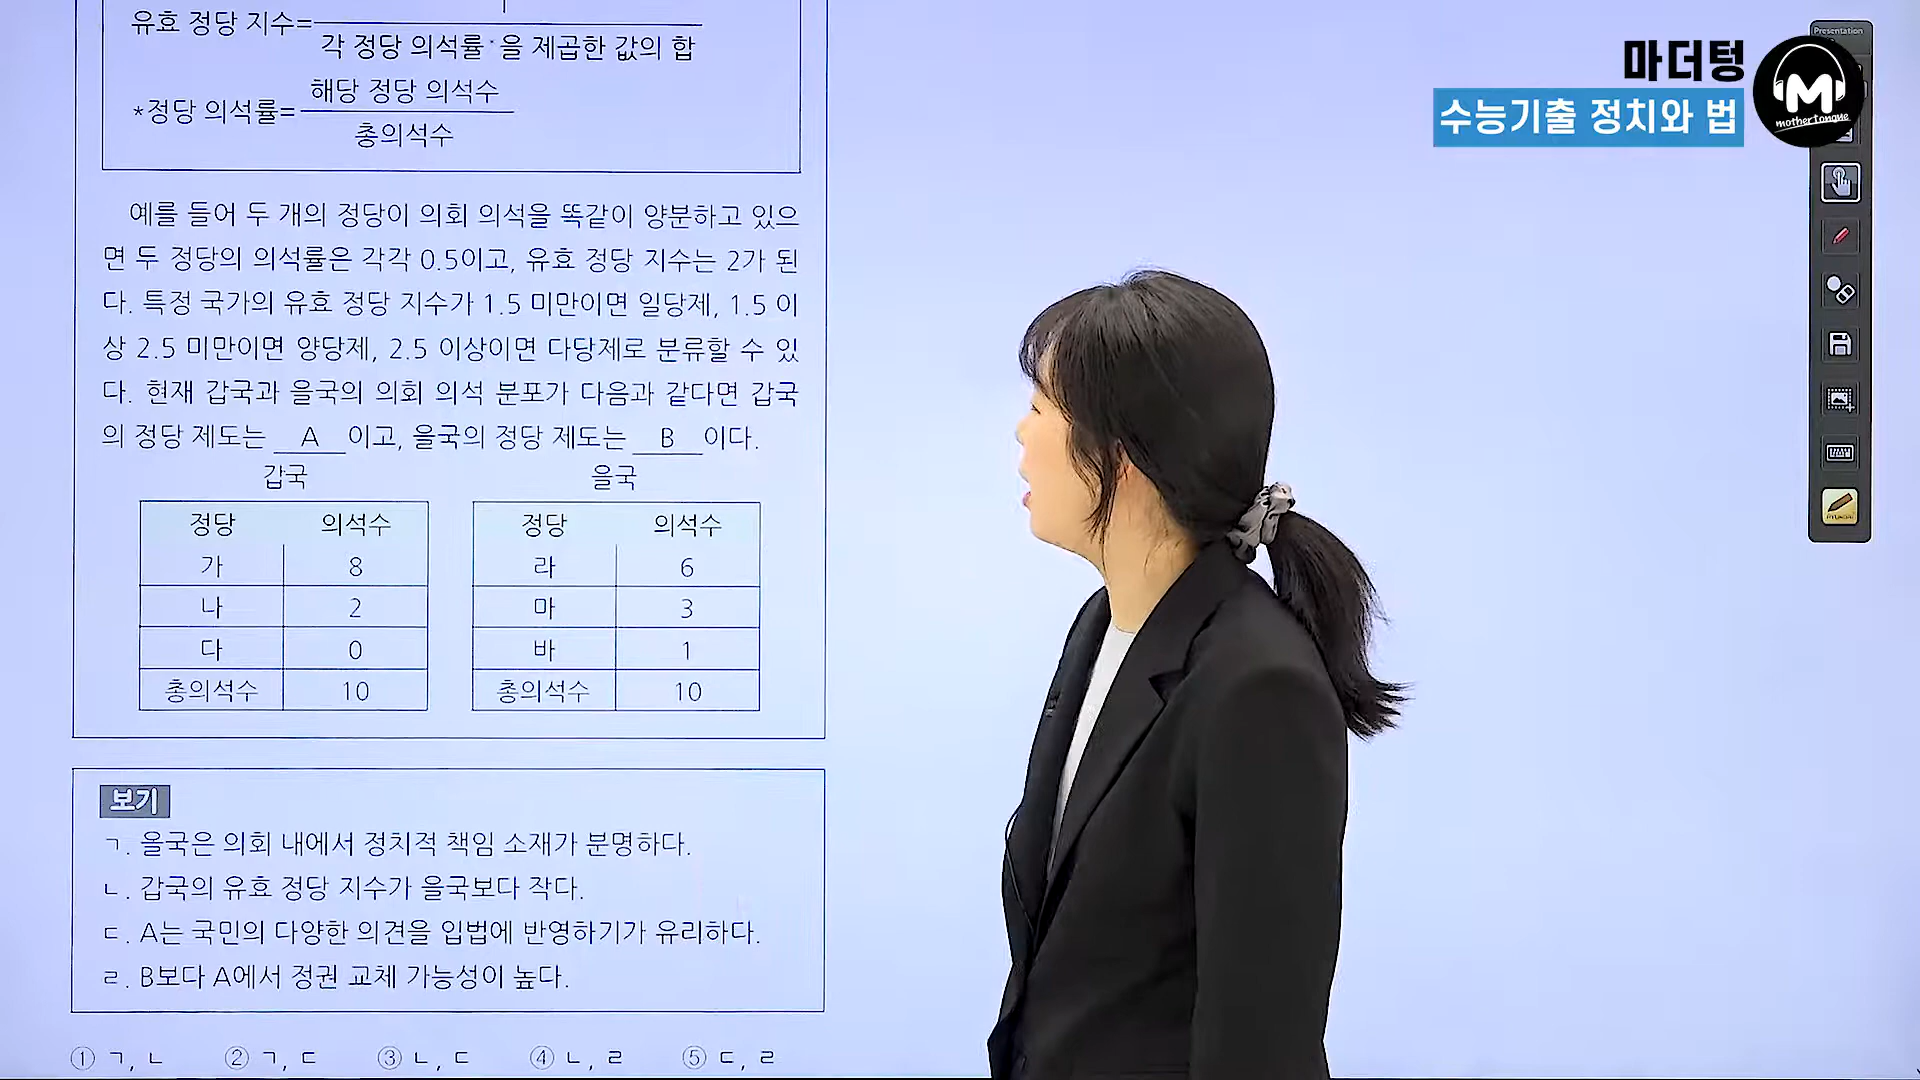 유효 정당 지수=
각 정당 의석률*을 제곱한 값의 합
*정당 의석률= 해당 정당 의석수
총의석수
예를 들어 두 개의 정당이 의회 의석을 똑같이 양분하고 있으
면 두 정당의 의석률은 각각 0.5이고, 유효 정당 지수는 2가 된
다. 특정 국가의 유효 정당 지수가 1.5 미만이면 일당제, 1.5 이
상 2.5 미만이면 양당제, 2.5 이상이면 다당제로 분류할 수 있
다. 현재 갑국과 을국의 의회 의석 분포가 다음과 같다면 갑국
의 정당 제도는 A 이고, 을국의 정당 제도는 B 이다.
갑국 을국
정당 의석수 정당 의석수
가 8 라 6
나 2 마 3
다 0 바 1
총의석수 10 총의석수 10
보기
ㄱ. 을국은 의회 내에서 정치적 책임 소재가 분명하다.
ㄴ. 갑국의 유효 정당 지수가 을국보다 작다.
ㄷ. A는 국민의 다양한 의견을 입법에 반영하기가 유리하다.
ㄹ. B보다 A에서 정권 교체 가능성이 높다.
① ㄱ, ㄴ ② ㄱ, ㄷ ③ ㄴ, ㄷ ④ ㄴ, ㄹ ⑤ ㄷ, ㄹ
마더텅
수능기출 정치와 법
M
mothertongue
Presentation